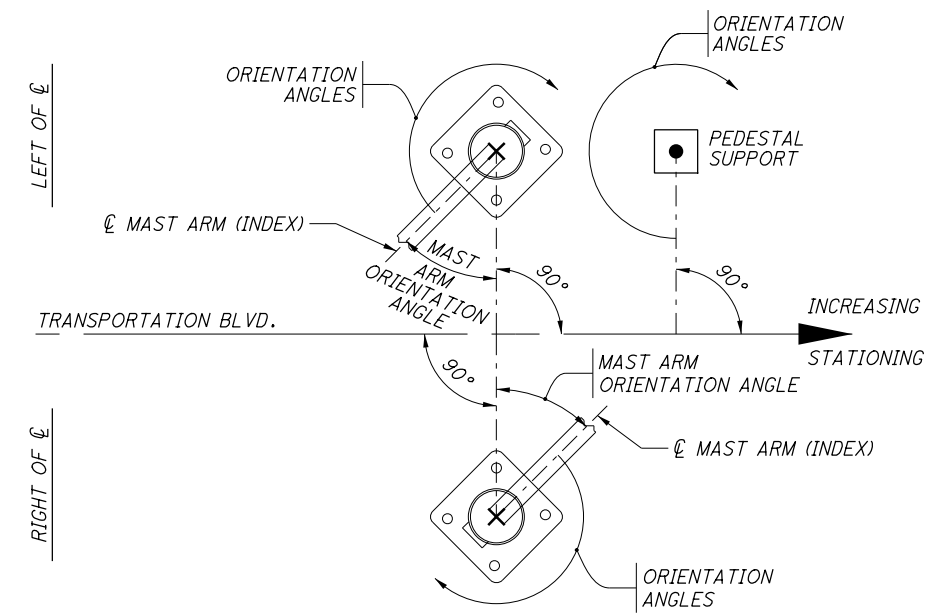 ORIENTATION
ANGLES
ORIENTATION
ANGLES
LEFT OF ℄
PEDESTAL
SUPPORT
℄ MAST ARM (INDEX)
MAST
ARM
ORIENTATION
ANGLE
90°
90°
TRANSPORTATION BLVD.
INCREASING
STATIONING
90°
MAST ARM
ORIENTATION ANGLE
℄ MAST ARM (INDEX)
RIGHT OF ℄
ORIENTATION
ANGLES